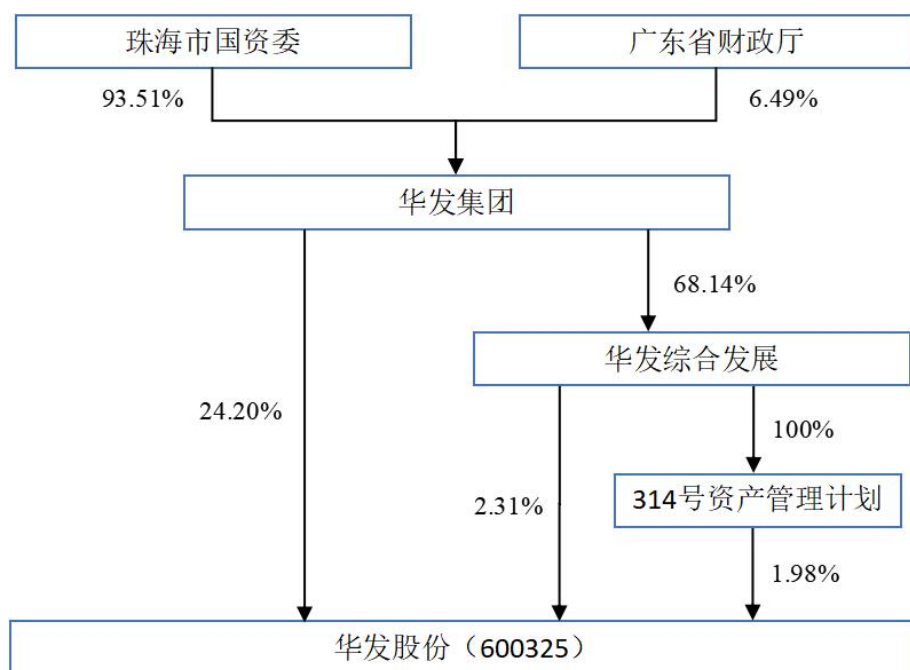 珠海市国资委
广东省财政厅
93.51%
6.49%
华发集团
68.14%
华发综合发展
24.20%
100%
314号资产管理计划
2.31%
1.98%
华发股份（600325）